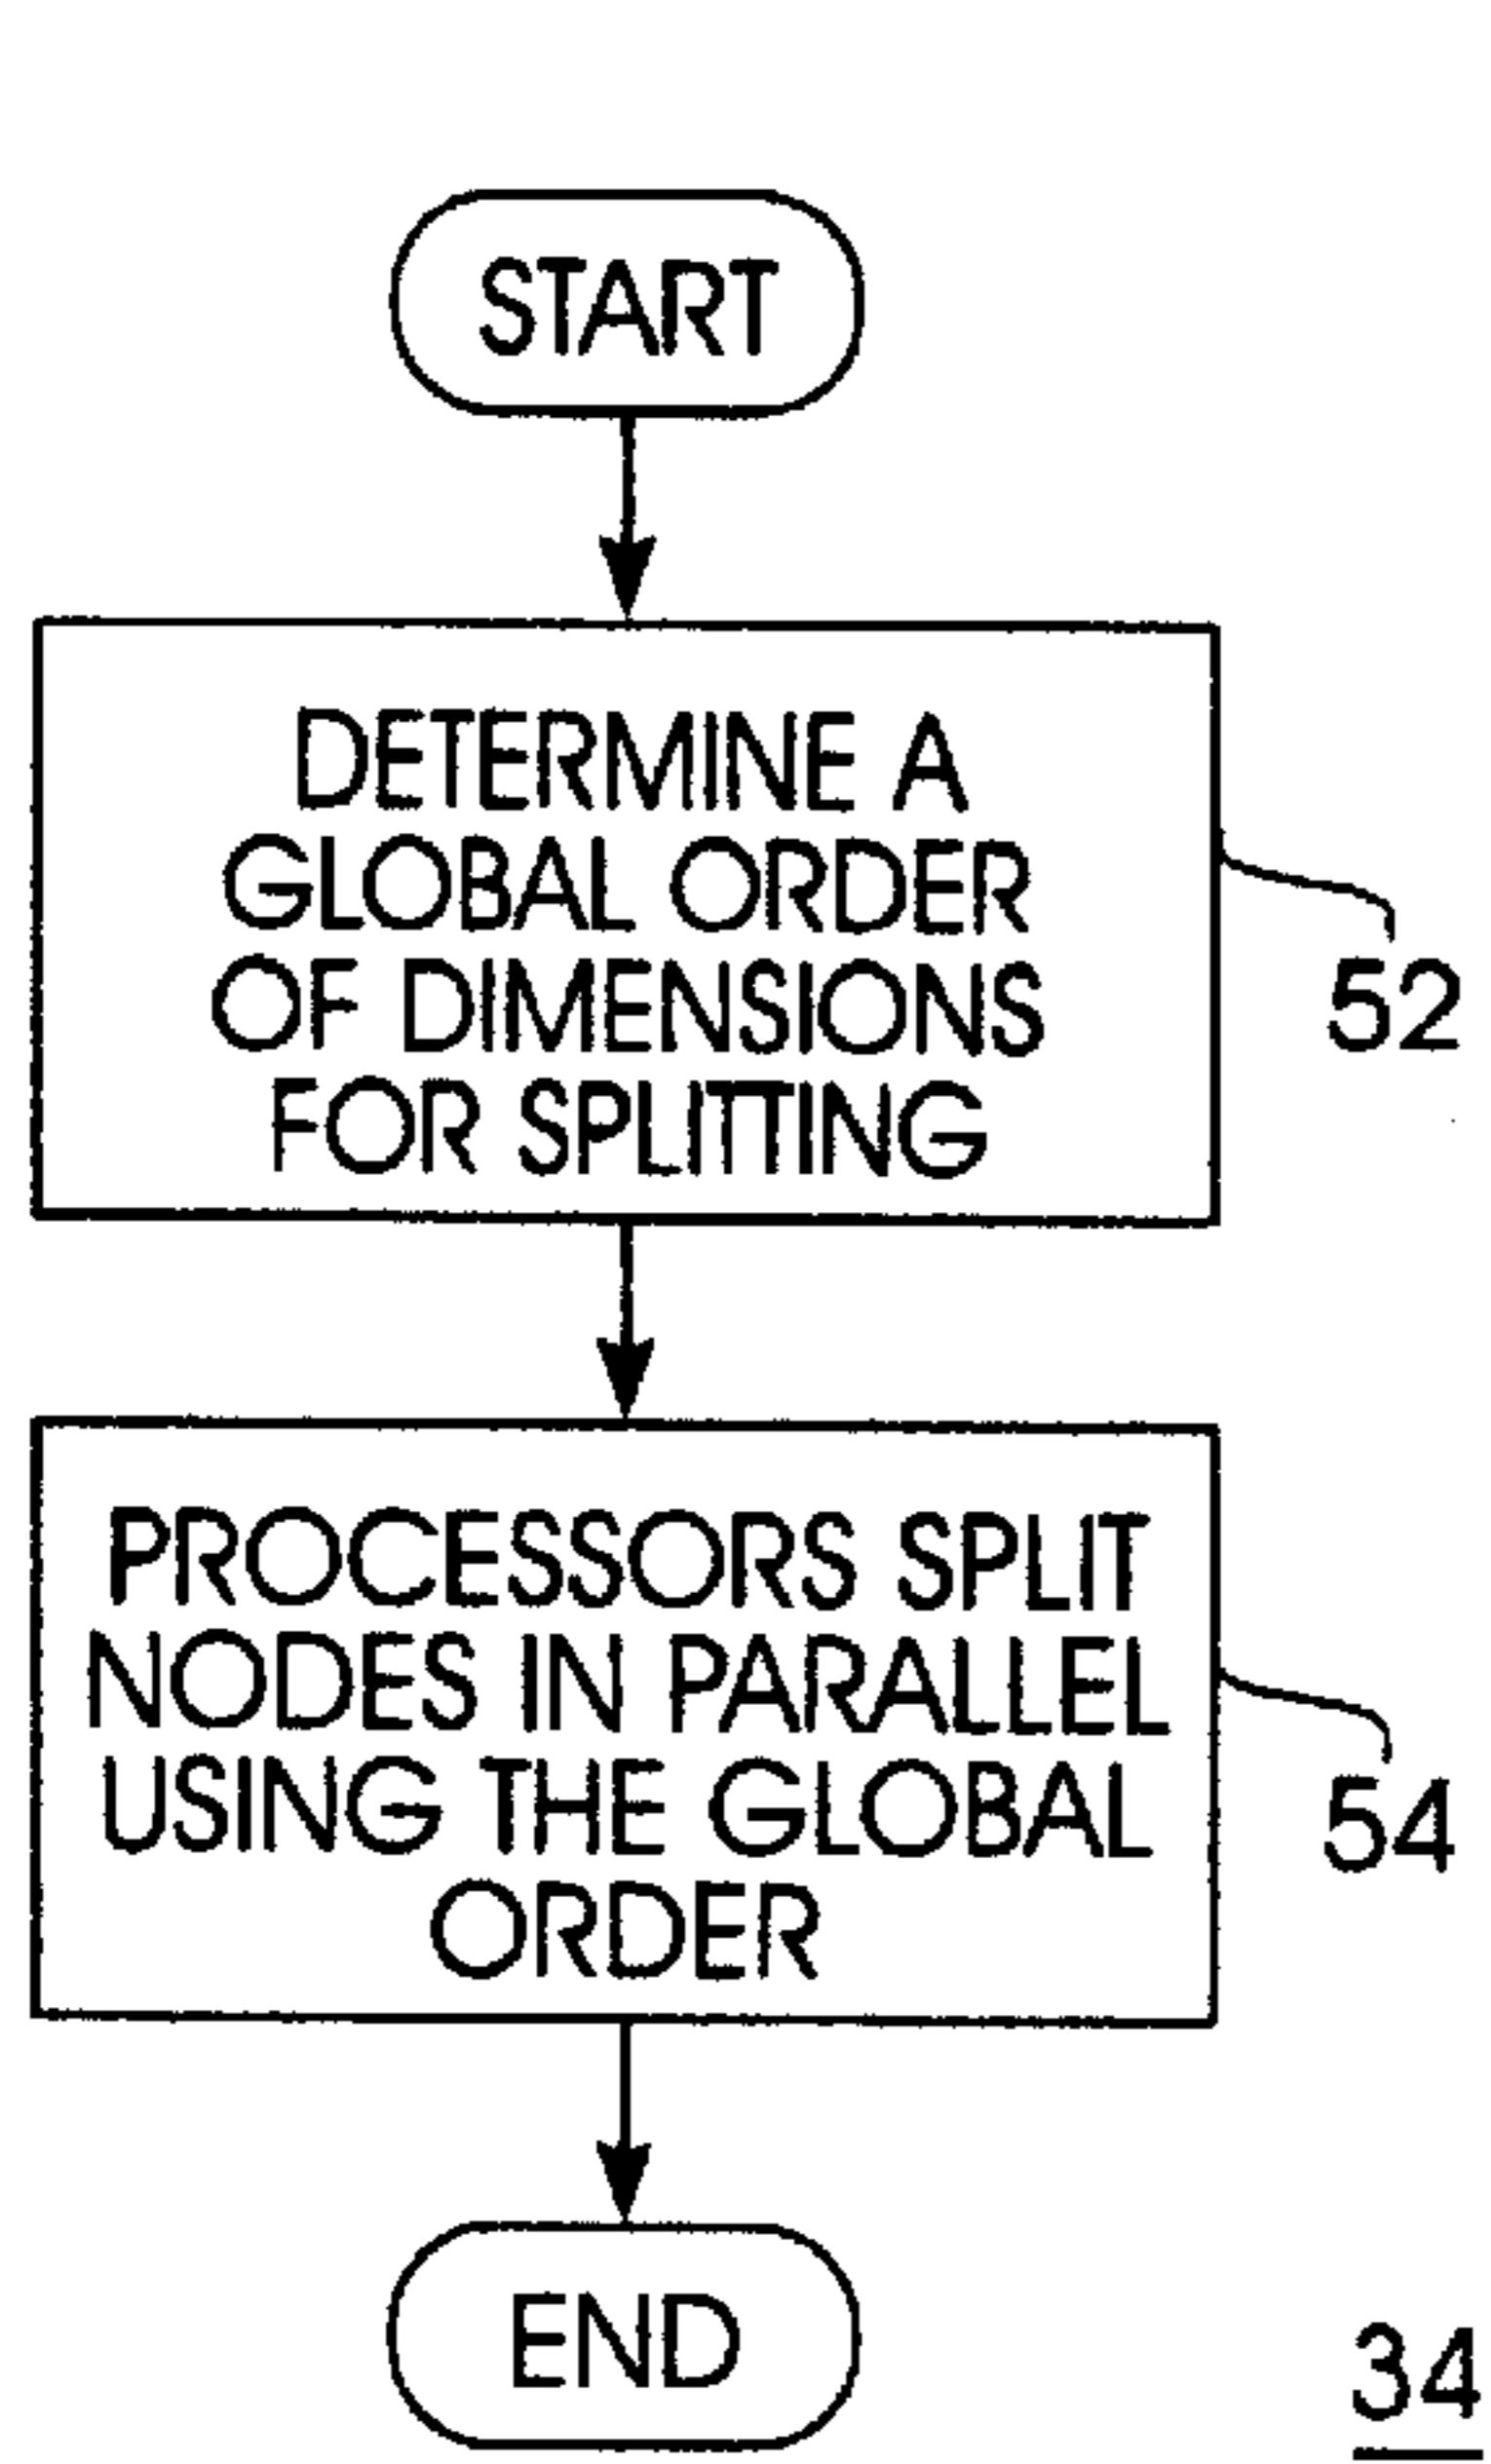 START
DETERMINE A
GLOBAL ORDER
OF DIMENSIONS
FOR SPLITTING
52
PROCESSORS SPLIT
NODES IN PARALLEL
USING THE GLOBAL
ORDER
54
END
34